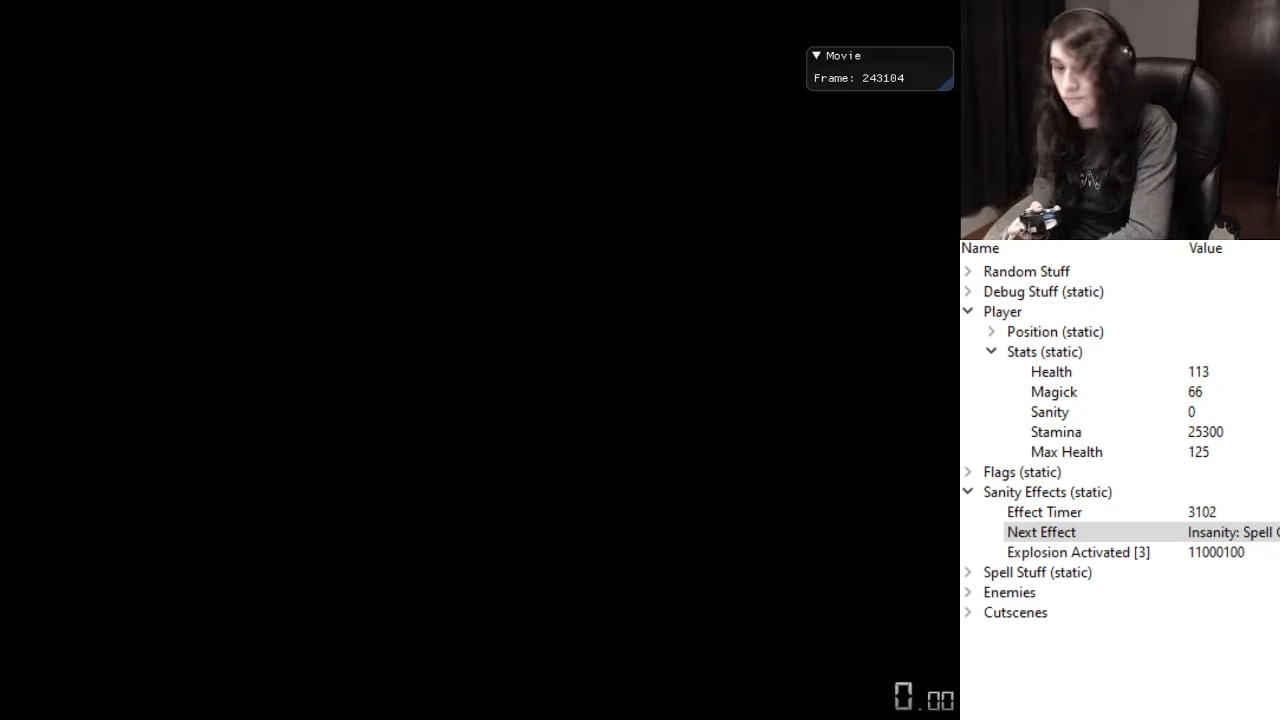 Movie
Frame: 243104
Name Value
Random Stuff
Debug Stuff (static)
Player
Position (static)
Stats (static)
Health 113
Magick 66
Sanity 0
Stamina 25300
Max Health 125
Flags (static)
Sanity Effects (static)
Effect Timer 3102
Next Effect Insanity: Spell
Explosion Activated [3] 11000100
Spell Stuff (static)
Enemies
Cutscenes
0.00